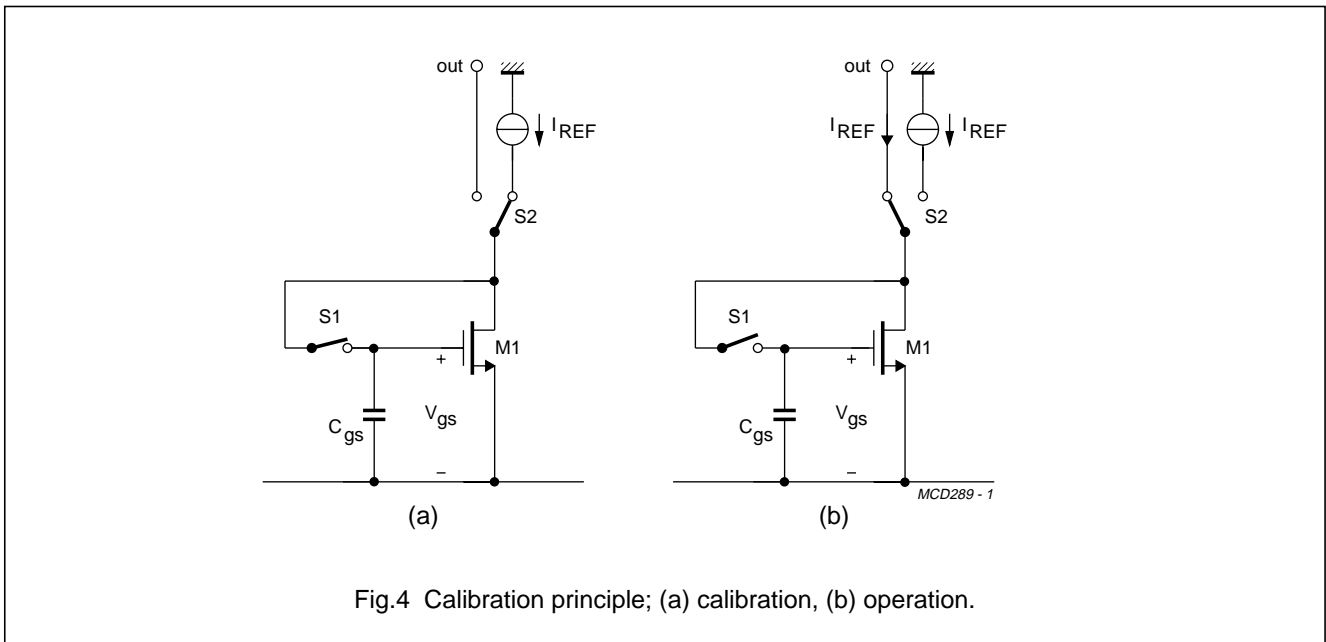 out
I REF
S2
S1
M1
+
V gs
C gs
–
(a)
out
I REF
I REF
S2
S1
M1
+
V gs
C gs
–
MCD289 - 1
(b)
Fig.4 Calibration principle; (a) calibration, (b) operation.